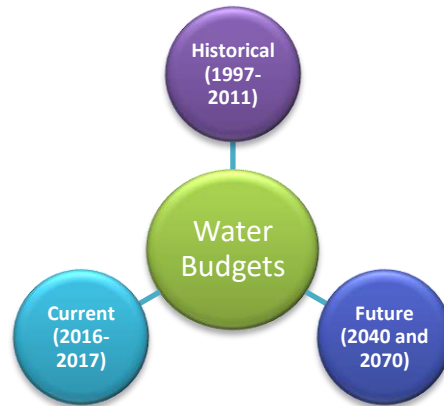 Historical
(1997-
2011)
Water
Budgets
Current
(2016-
2017)
Future
(2040 and
2070)